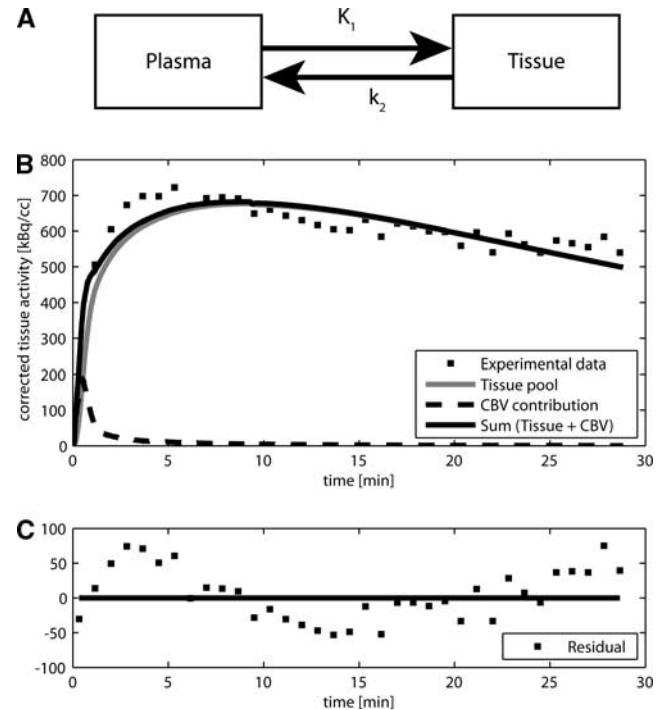 A
K1
Plasma
Tissue
k2
B
800
700
600
500
400
300
200
100
0
corrected tissue activity [kBq/cc]
Experimental data
Tissue pool
CBV contribution
Sum (Tissue + CBV)
0 5 10 15 20 25 30
time [min]
C
100
50
0
-50
-100
Residual
0 5 10 15 20 25 30
time [min]